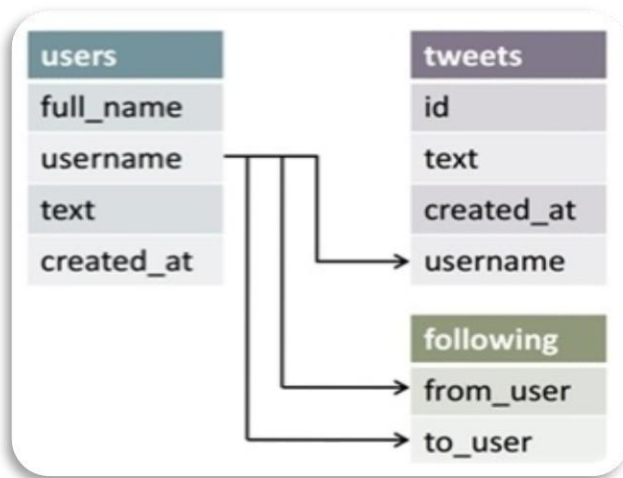 users
full_name
username
text
created_at
tweets
id
text
created_at
username
following
from_user
to_user